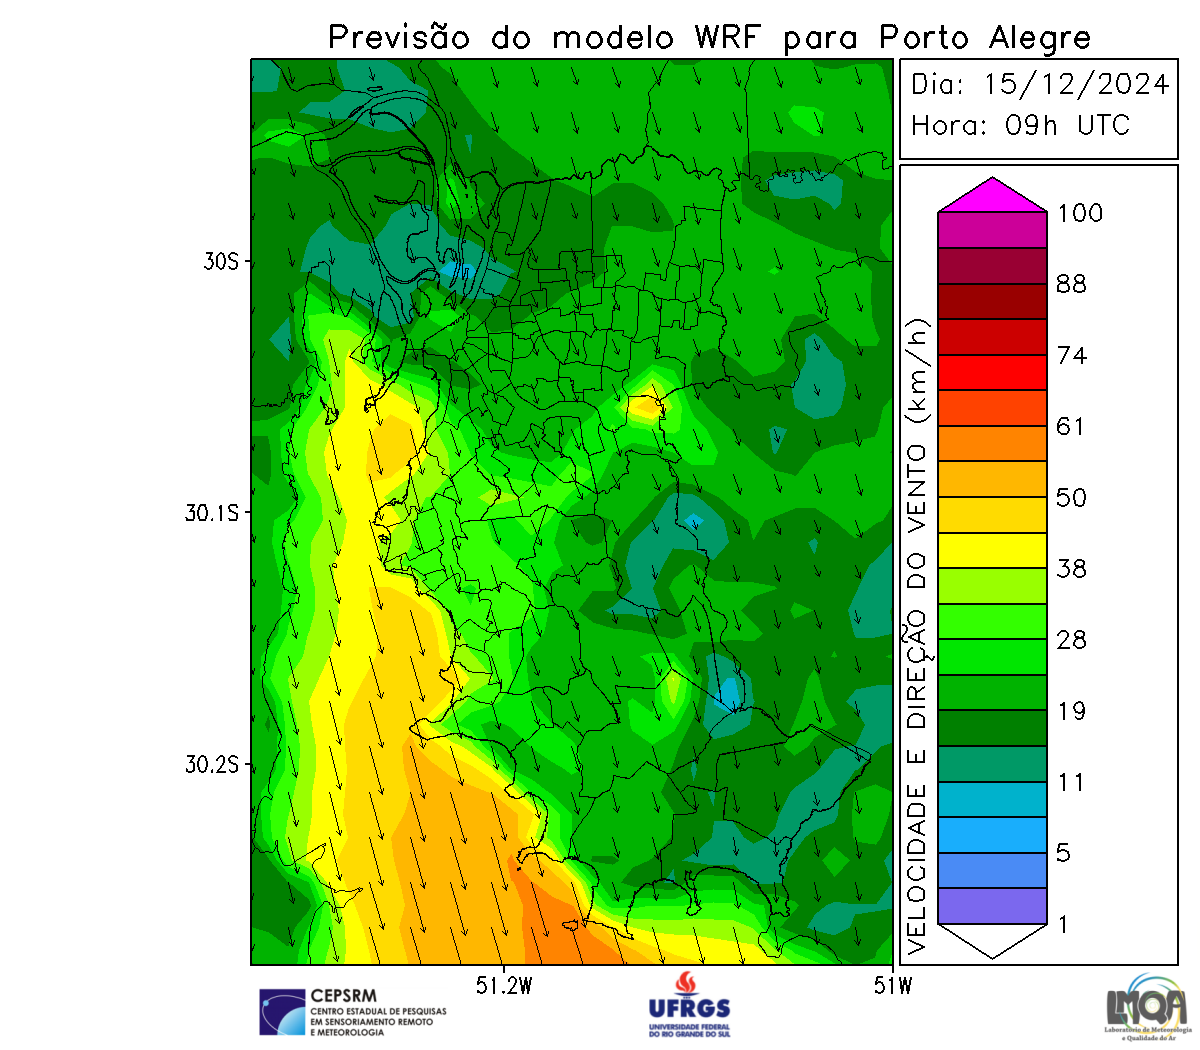 Previsão do modelo WRF para Porto Alegre
Dia: 15/12/2024
Hora: 09h UTC
VELOCIDADE E DIREÇÃO DO VENTO (km/h)
100
88
74
61
50
38
28
19
11
5
1
30S
30.1S
30.2S
51.2W
51W
CEPSRM
CENTRO ESTADUAL DE PESQUISAS
EM SENSORIAMENTO REMOTO
E METEOROLOGIA
UFRGS
UNIVERSIDADE FEDERAL
DO RIO GRANDE DO SUL
LMQA
Laboratório de Meteorologia
e Qualidade do Ar